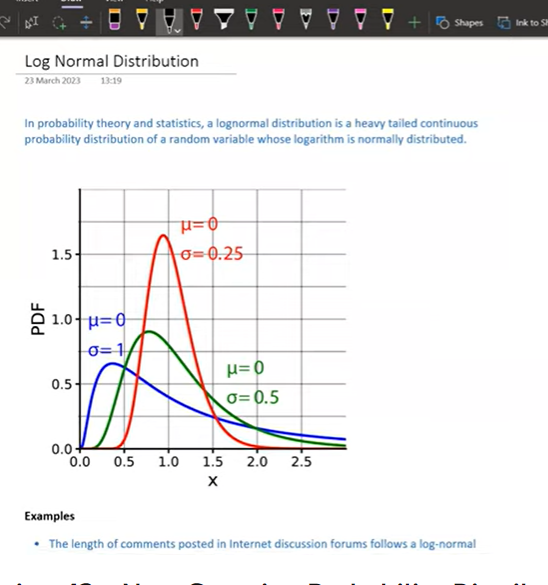 Shapes
Ink to Sh
Log Normal Distribution
23 March 2023 13:19
In probability theory and statistics, a lognormal distribution is a heavy tailed continuous
probability distribution of a random variable whose logarithm is normally distributed.
μ=0
σ=0.25
1.5
PDF
1.0
μ=0
σ=1
μ=0
σ=0.5
0.5
0.0
0.0 0.5 1.0 1.5 2.0 2.5
x
Examples
• The length of comments posted in Internet discussion forums follows a log-normal